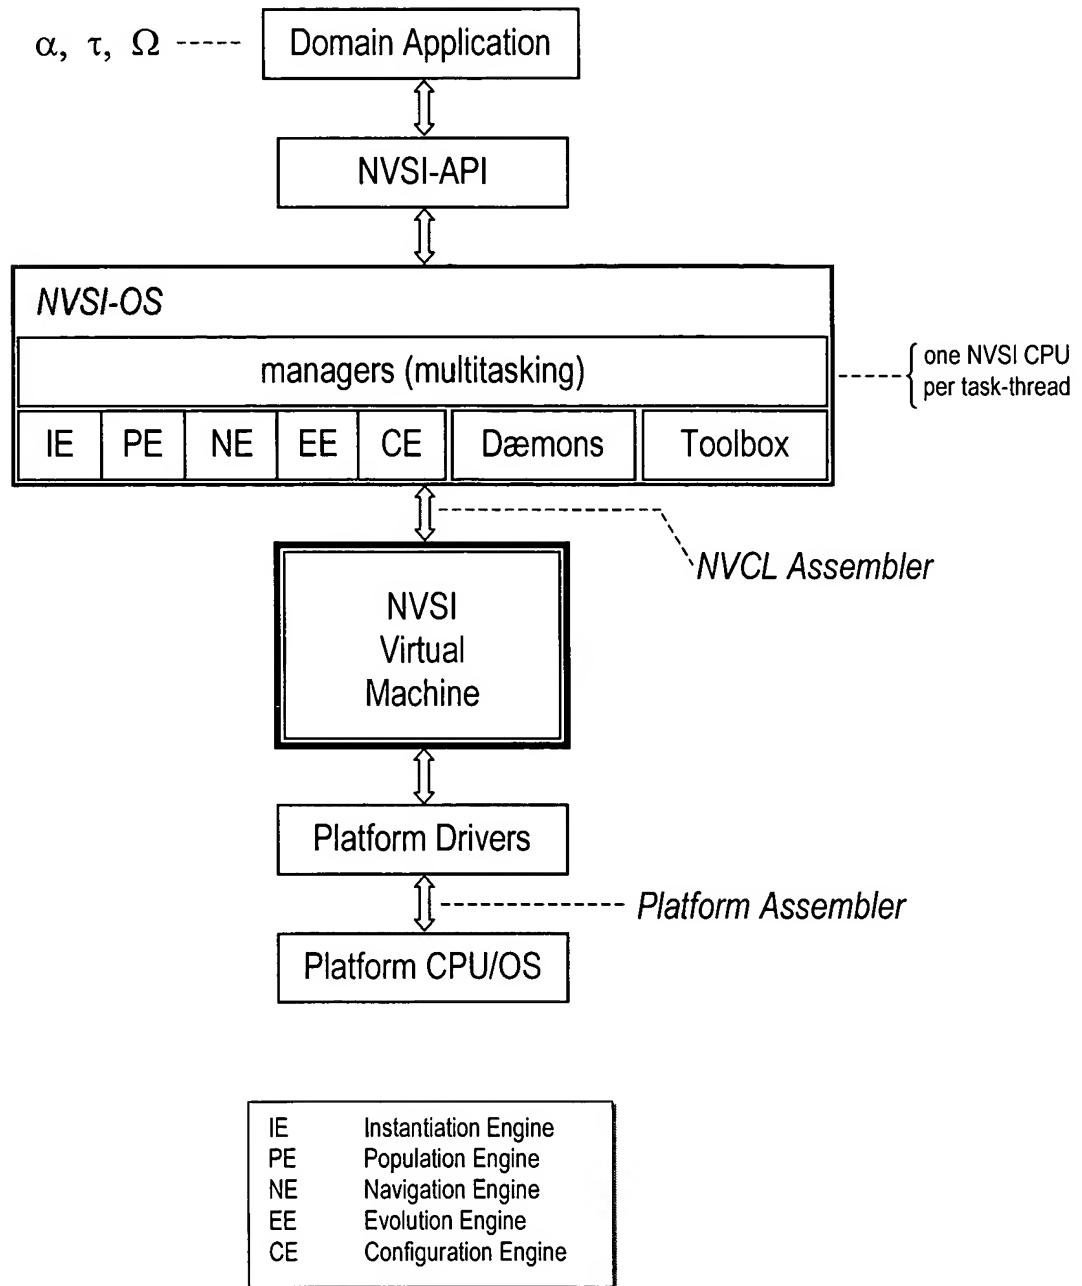 α, τ, Ω
Domain Application
NVSI-API
NVSI-OS
managers (multitasking)
one NVSI CPU
per task-thread
IE PE NE EE CE Dæmons Toolbox
NVCL Assembler
NVSI
Virtual
Machine
Platform Drivers
Platform Assembler
Platform CPU/OS
IE Instantiation Engine
PE Population Engine
NE Navigation Engine
EE Evolution Engine
CE Configuration Engine